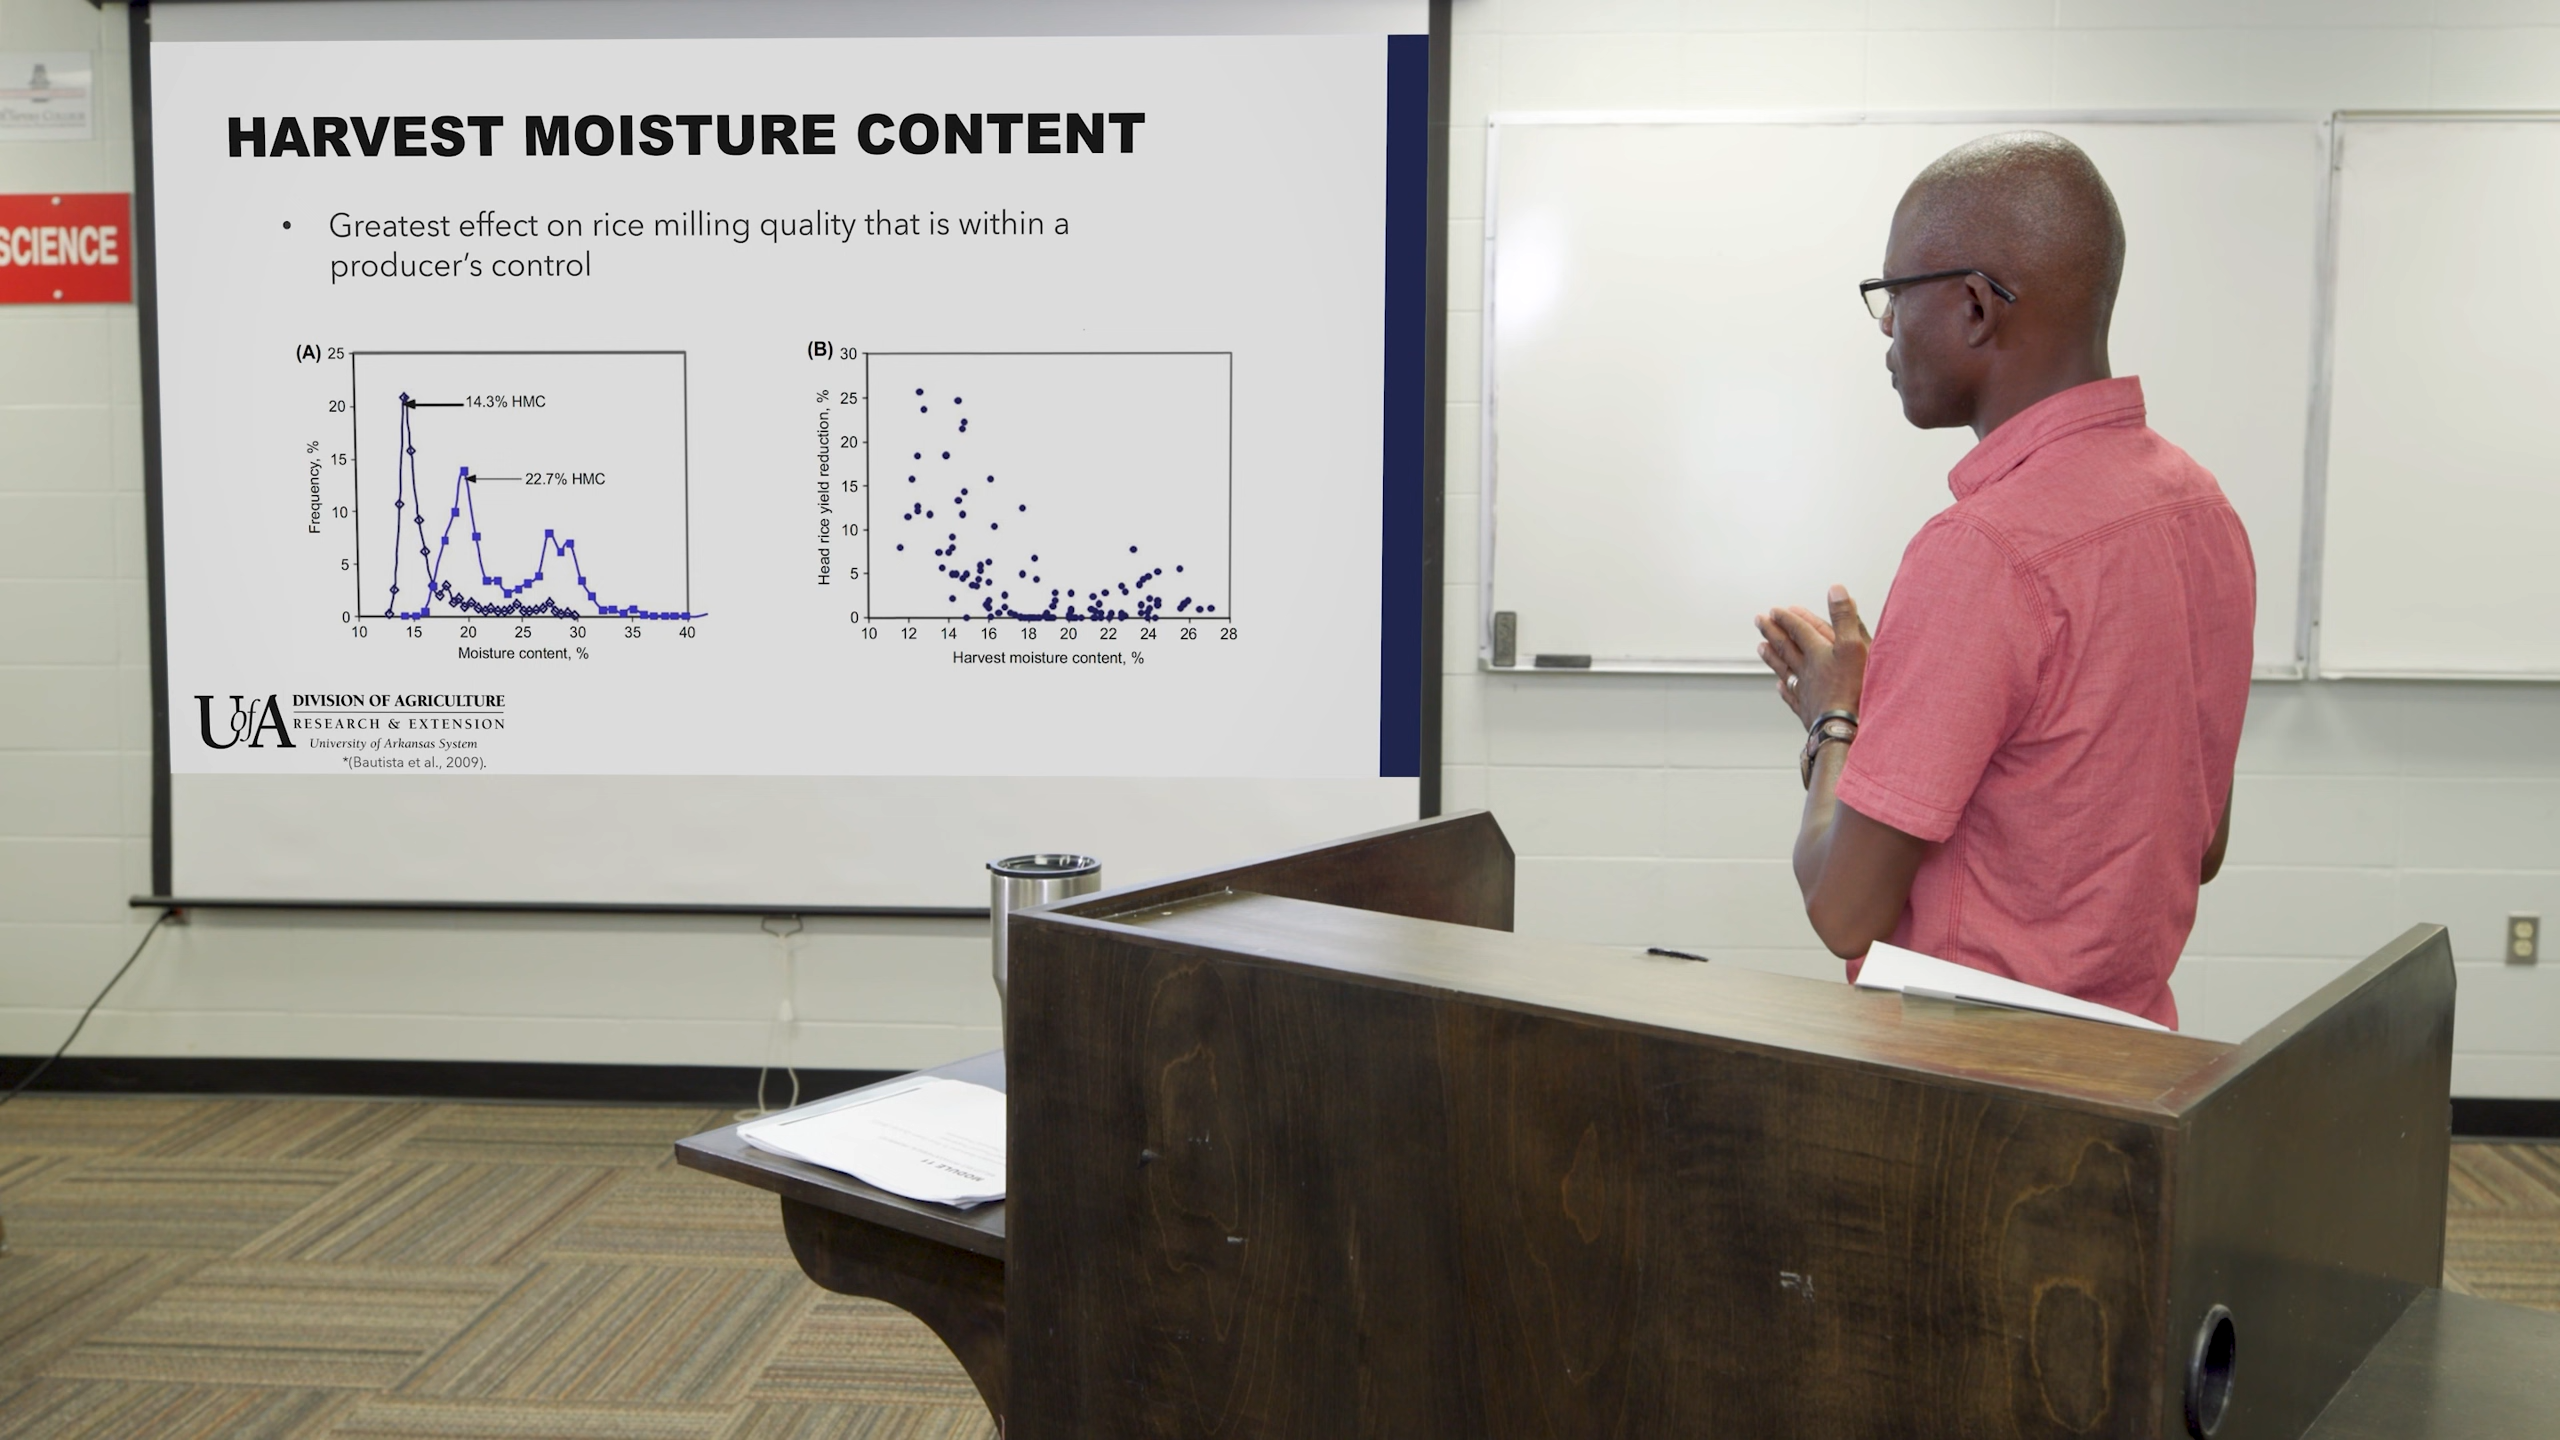 SCIENCE
HARVEST MOISTURE CONTENT
• Greatest effect on rice milling quality that is within a
producer's control
(A)
25
20
15
10
5
0
Frequency, %
14.3% HMC
22.7% HMC
10 15 20 25 30 35 40
Moisture content, %
(B)
30
25
20
15
10
5
0
Head rice yield reduction, %
10 12 14 16 18 20 22 24 26 28
Harvest moisture content, %
UofA
DIVISION OF AGRICULTURE
RESEARCH & EXTENSION
University of Arkansas System
*(Bautista et al., 2009).
MODULE 11